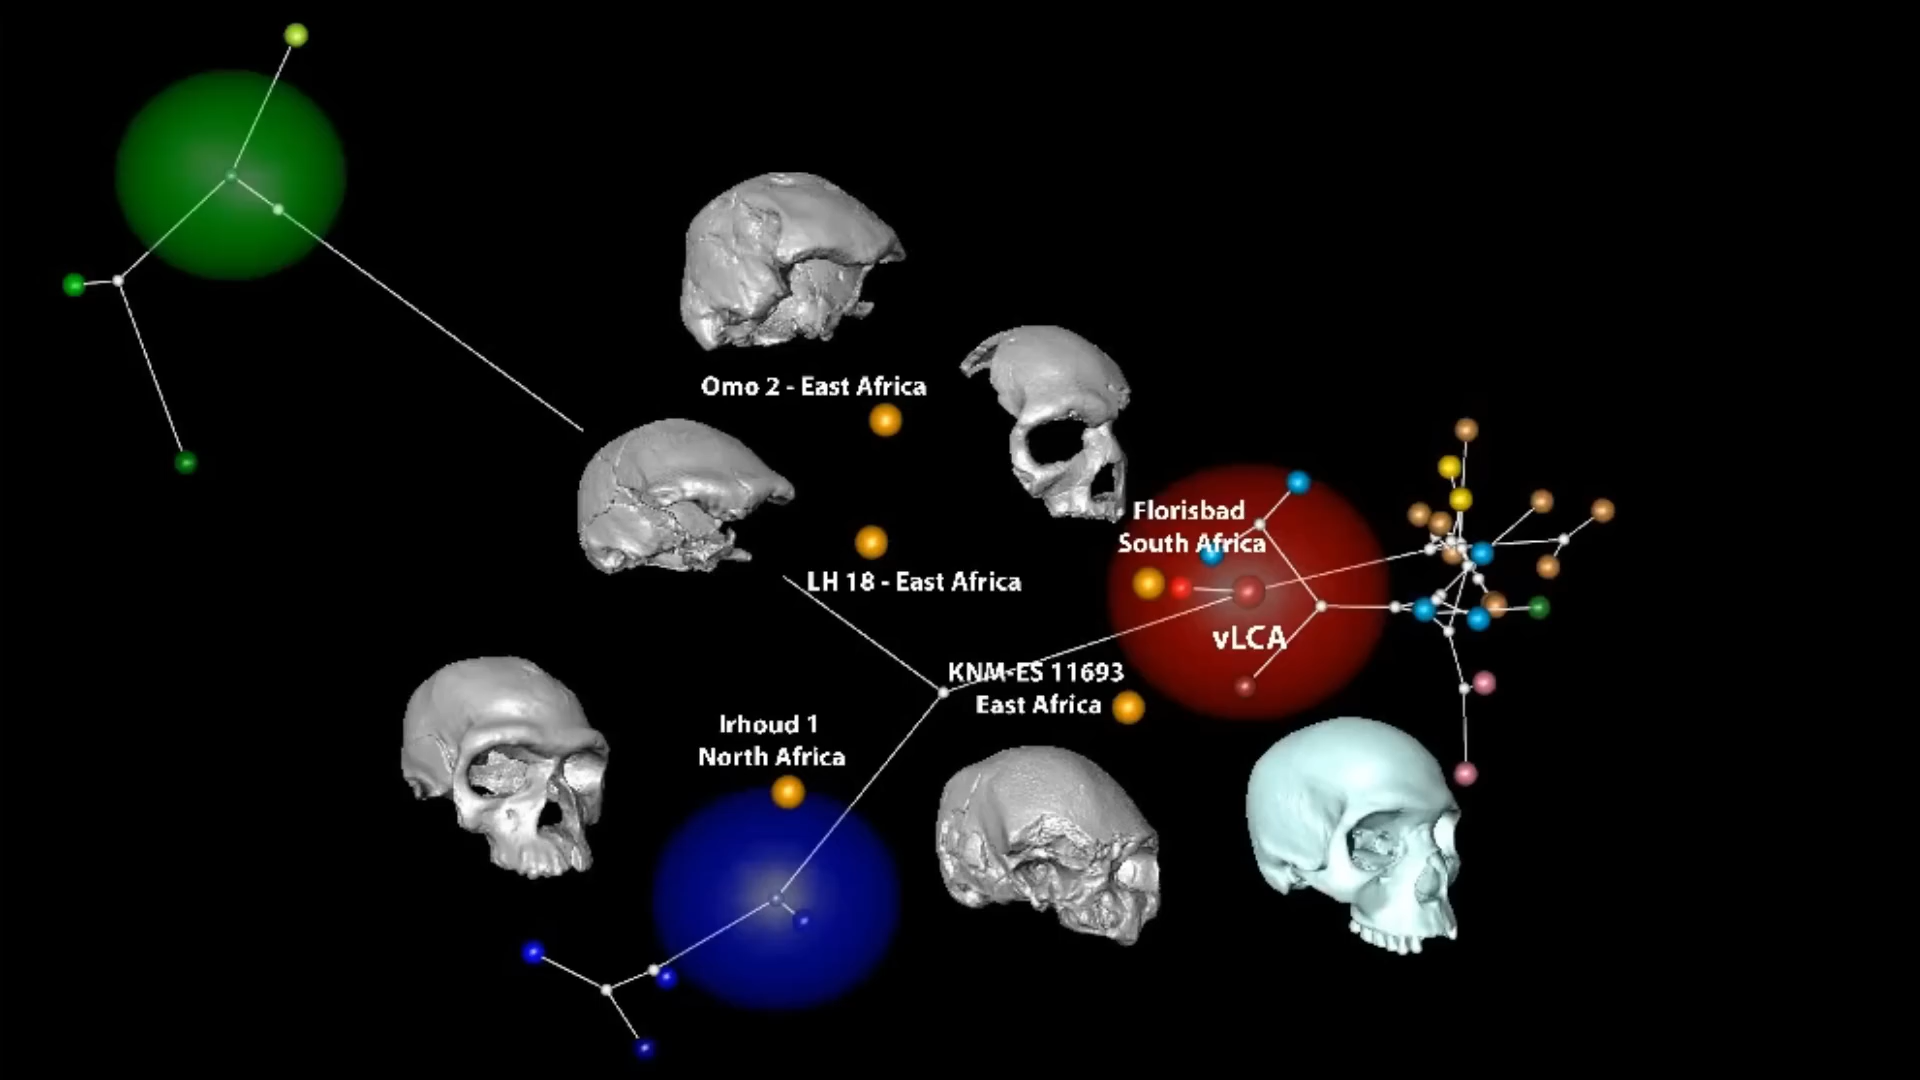 Omo 2 - East Africa
Florisbad
South Africa
LH 18 - East Africa
vLCA
KNM-ES 11693
East Africa
Irhoud 1
North Africa